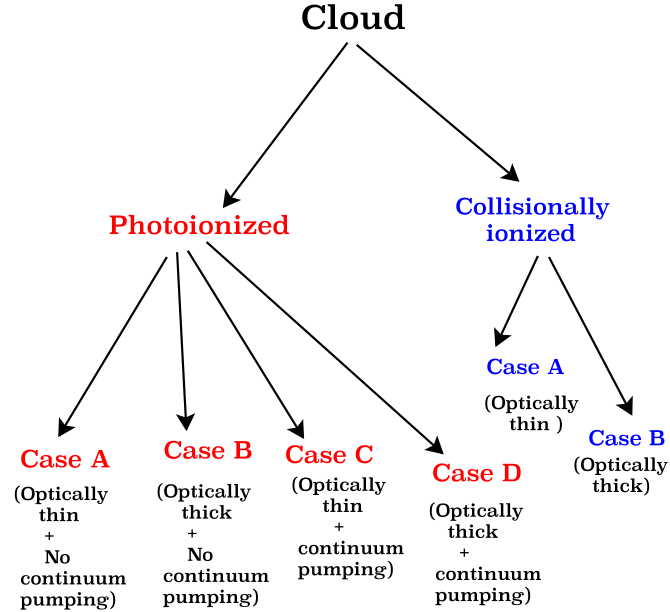 Cloud
Photoionized
Collisionally
ionized
Case A
(Optically
thin
+
No
continuum
pumping)
Case B
(Optically
thick
+
No
continuum
pumping)
Case C
(Optically
thin
+
continuum
pumping)
Case D
(Optically
thick
+
continuum
pumping)
Case A
(Optically
thin )
Case B
(Optically
thick)